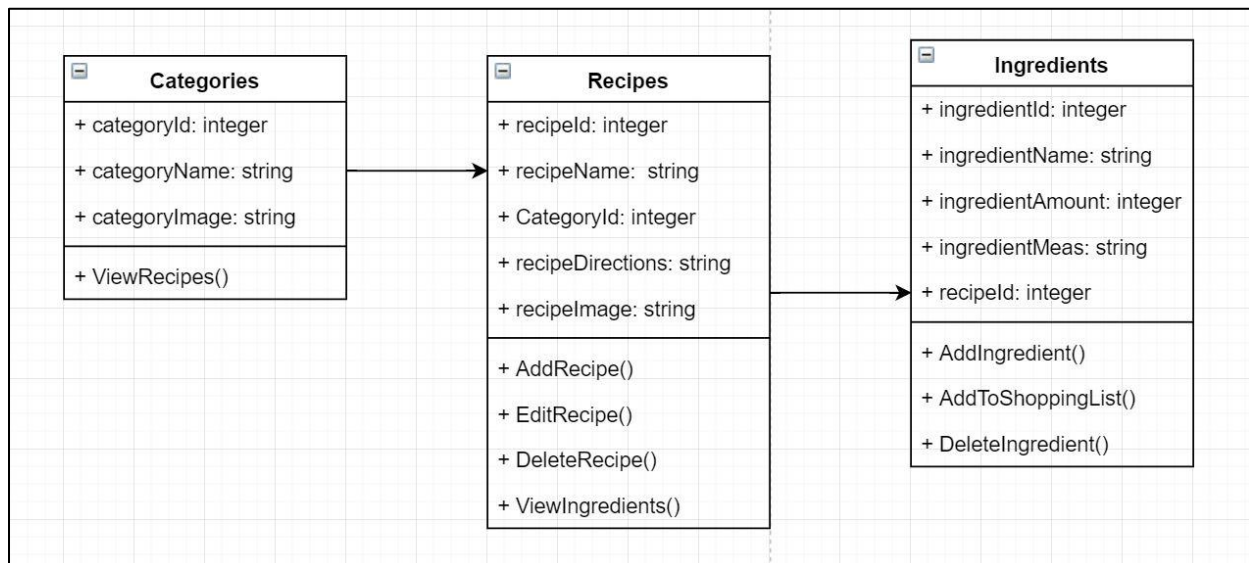 Categories
+ categoryId: integer
+ categoryName: string
+ categoryImage: string
+ ViewRecipes()
Recipes
+ recipeId: integer
+ recipeName:  string
+ CategoryId: integer
+ recipeDirections: string
+ recipeImage: string
+ AddRecipe()
+ EditRecipe()
+ DeleteRecipe()
+ ViewIngredients()
Ingredients
+ ingredientId: integer
+ ingredientName: string
+ ingredientAmount: integer
+ ingredientMeas: string
+ recipeId: integer
+ AddIngredient()
+ AddToShoppingList()
+ DeleteIngredient()